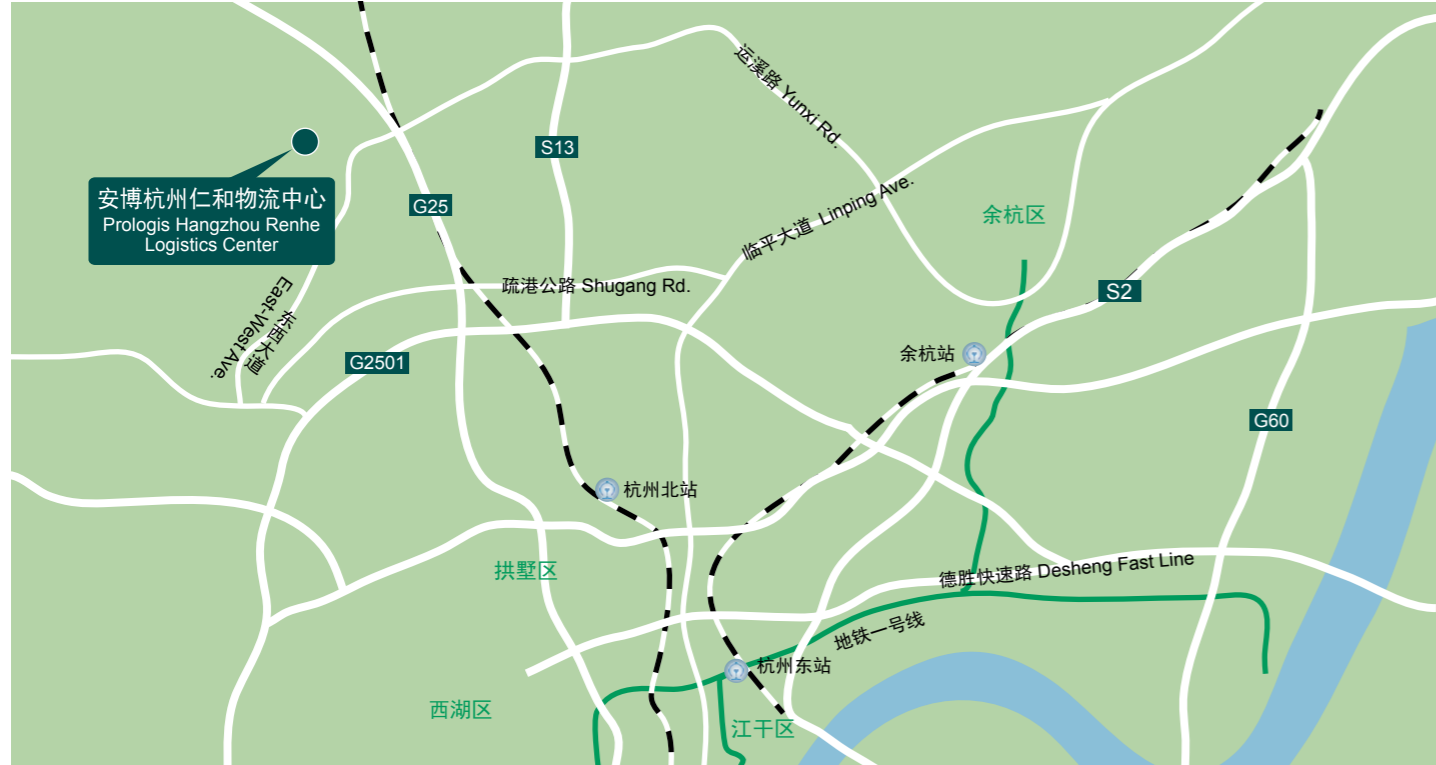 运溪路 Yunxi Rd.
S13
安博杭州仁和物流中心
Prologis Hangzhou Renhe
Logistics Center
G25
临平大道 Linping Ave.
余杭区
疏港公路 Shugang Rd.
S2
东西大道
East-West Ave.
G2501
余杭站
G60
杭州北站
拱墅区
德胜快速路 Desheng Fast Line
地铁一号线
杭州东站
西湖区
江干区